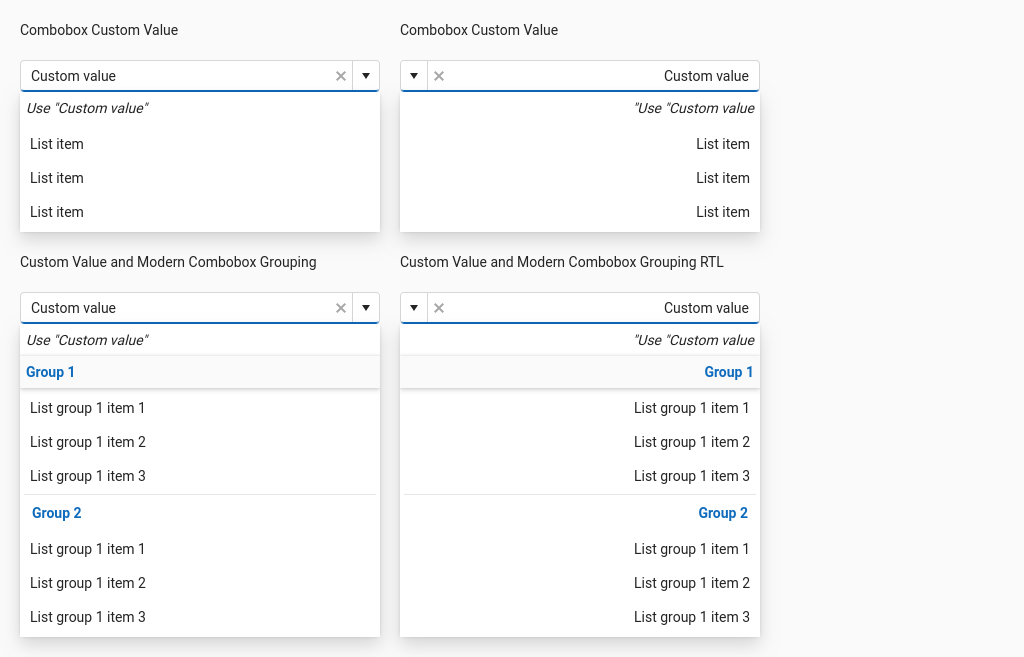 Combobox Custom Value
Custom value
Use "Custom value"
List item
List item
List item
Combobox Custom Value
Custom value
"Use "Custom value
List item
List item
List item
Custom Value and Modern Combobox Grouping
Custom value
Use "Custom value"
Group 1
List group 1 item 1
List group 1 item 2
List group 1 item 3
Group 2
List group 1 item 1
List group 1 item 2
List group 1 item 3
Custom Value and Modern Combobox Grouping RTL
Custom value
"Use "Custom value
Group 1
List group 1 item 1
List group 1 item 2
List group 1 item 3
Group 2
List group 1 item 1
List group 1 item 2
List group 1 item 3